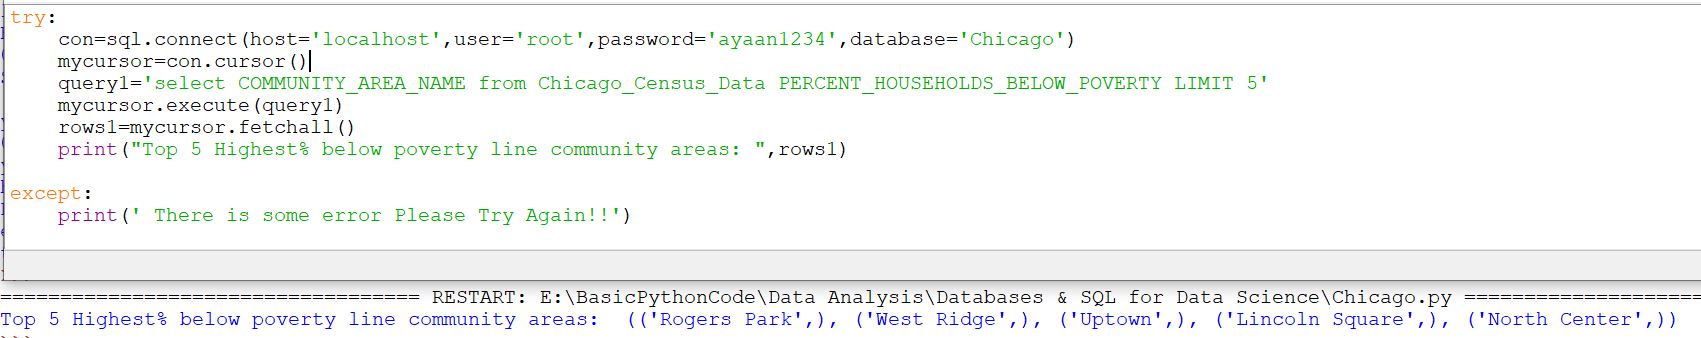 try:
    con=sql.connect(host='localhost',user='root',password='ayaan1234',database='Chicago')
    mycursor=con.cursor()
    query1='select COMMUNITY_AREA_NAME from Chicago_Census_Data PERCENT_HOUSEHOLDS_BELOW_POVERTY LIMIT 5'
    mycursor.execute(query1)
    rows1=mycursor.fetchall()
    print("Top 5 Highest% below poverty line community areas: ",rows1)
except:
    print(' There is some error Please Try Again!!')
=================================== RESTART: E:\BasicPythonCode\Data Analysis\Databases & SQL for Data Science\Chicago.py ====================
Top 5 Highest% below poverty line community areas:  (('Rogers Park',), ('West Ridge',), ('Uptown',), ('Lincoln Square',), ('North Center',))